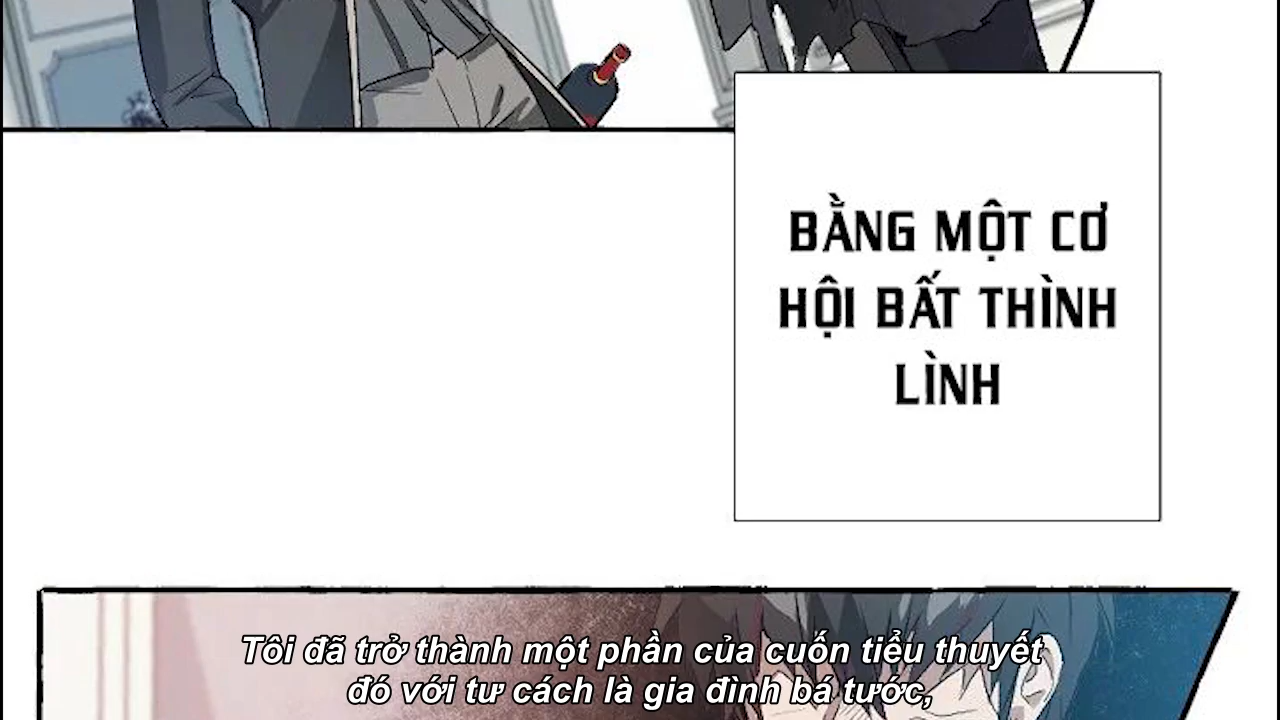 BẰNG MỘT CƠ
HỘI BẤT THÌNH
LÌNH
Tôi đã trở thành một phần của cuốn tiểu thuyết
đó với tư cách là gia đình bá tước,